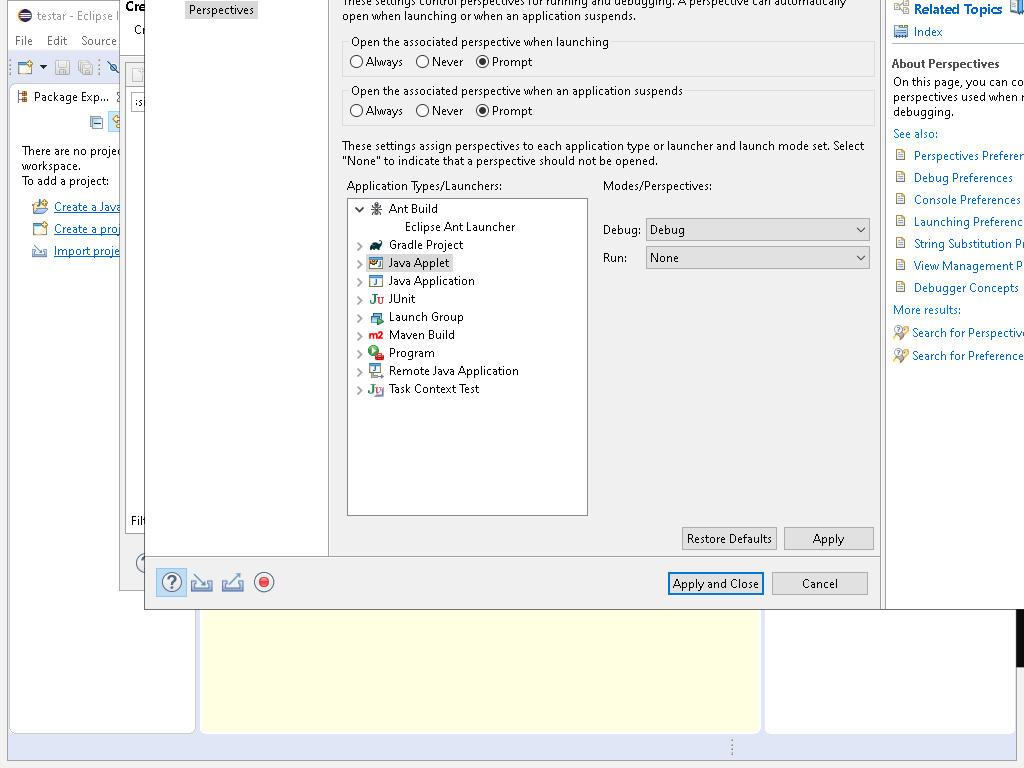 testar - Eclipse I
File Edit Source
Package Exp...
There are no proje
workspace.
To add a project:
Create a Java
Create a proj
Import proje
Cre
Perspectives
These settings control perspectives for running and debugging. A perspective can automatically
open when launching or when an application suspends.
Open the associated perspective when launching
Always Never Prompt
Open the associated perspective when an application suspends
Always Never Prompt
These settings assign perspectives to each application type or launcher and launch mode set. Select
"None" to indicate that a perspective should not be opened.
Application Types/Launchers:
Ant Build
Eclipse Ant Launcher
Gradle Project
Java Applet
Java Application
JUnit
Launch Group
Maven Build
Program
Remote Java Application
Task Context Test
Modes/Perspectives:
Debug: Debug
Run: None
Restore Defaults Apply
Apply and Close Cancel
Related Topics
Index
About Perspectives
On this page, you can co
perspectives used when r
debugging.
See also:
Perspectives Preferen
Debug Preferences
Console Preferences
Launching Preferenc
String Substitution Pr
View Management P
Debugger Concepts
More results:
Search for Perspective
Search for Preference